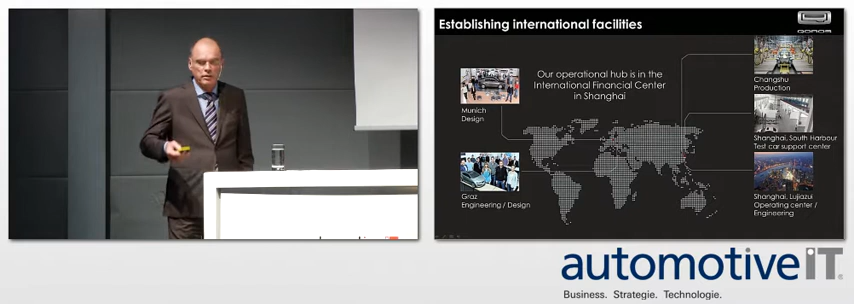 Establishing international facilities
QOROS
Our operational hub is in the
International Financial Center
in Shanghai
Munich
Design
Graz
Engineering / Design
Changshu
Production
Shanghai, South Harbour
Test car support center
Shanghai, Lujiazui
Operating center /
Engineering
automotiveIT
Business. Strategie. Technologie.